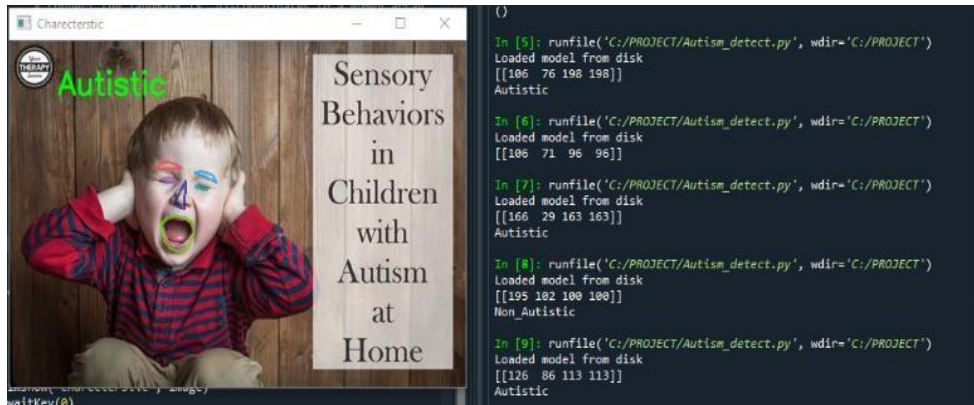 Charecterstic
Your
THERAPY
Source
Autistic
Sensory
Behaviors
in
Children
with
Autism
at
Home
waitKey(0)
()
In [5]: runfile('C:/PROJECT/Autism_detect.py', wdir='C:/PROJECT')
Loaded model from disk
[[106 76 198 198]]
Autistic
In [6]: runfile('C:/PROJECT/Autism_detect.py', wdir='C:/PROJECT')
Loaded model from disk
[[106 71 96 96]]
In [7]: runfile('C:/PROJECT/Autism_detect.py', wdir='C:/PROJECT')
Loaded model from disk
[[166 29 163 163]]
Autistic
In [8]: runfile('C:/PROJECT/Autism_detect.py', wdir='C:/PROJECT')
Loaded model from disk
[[195 102 100 100]]
Non_Autistic
In [9]: runfile('C:/PROJECT/Autism_detect.py', wdir='C:/PROJECT')
Loaded model from disk
[[126 86 113 113]]
Autistic